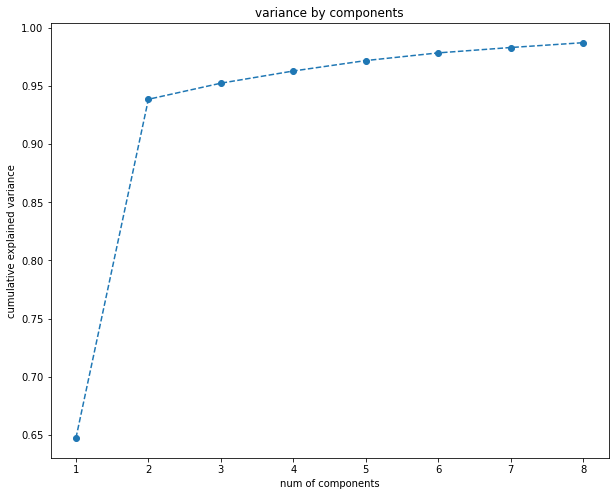 variance by components
1.00
0.95
0.90
0.85
0.80
0.75
0.70
0.65
cumulative explained variance
1 2 3 4 5 6 7 8
num of components